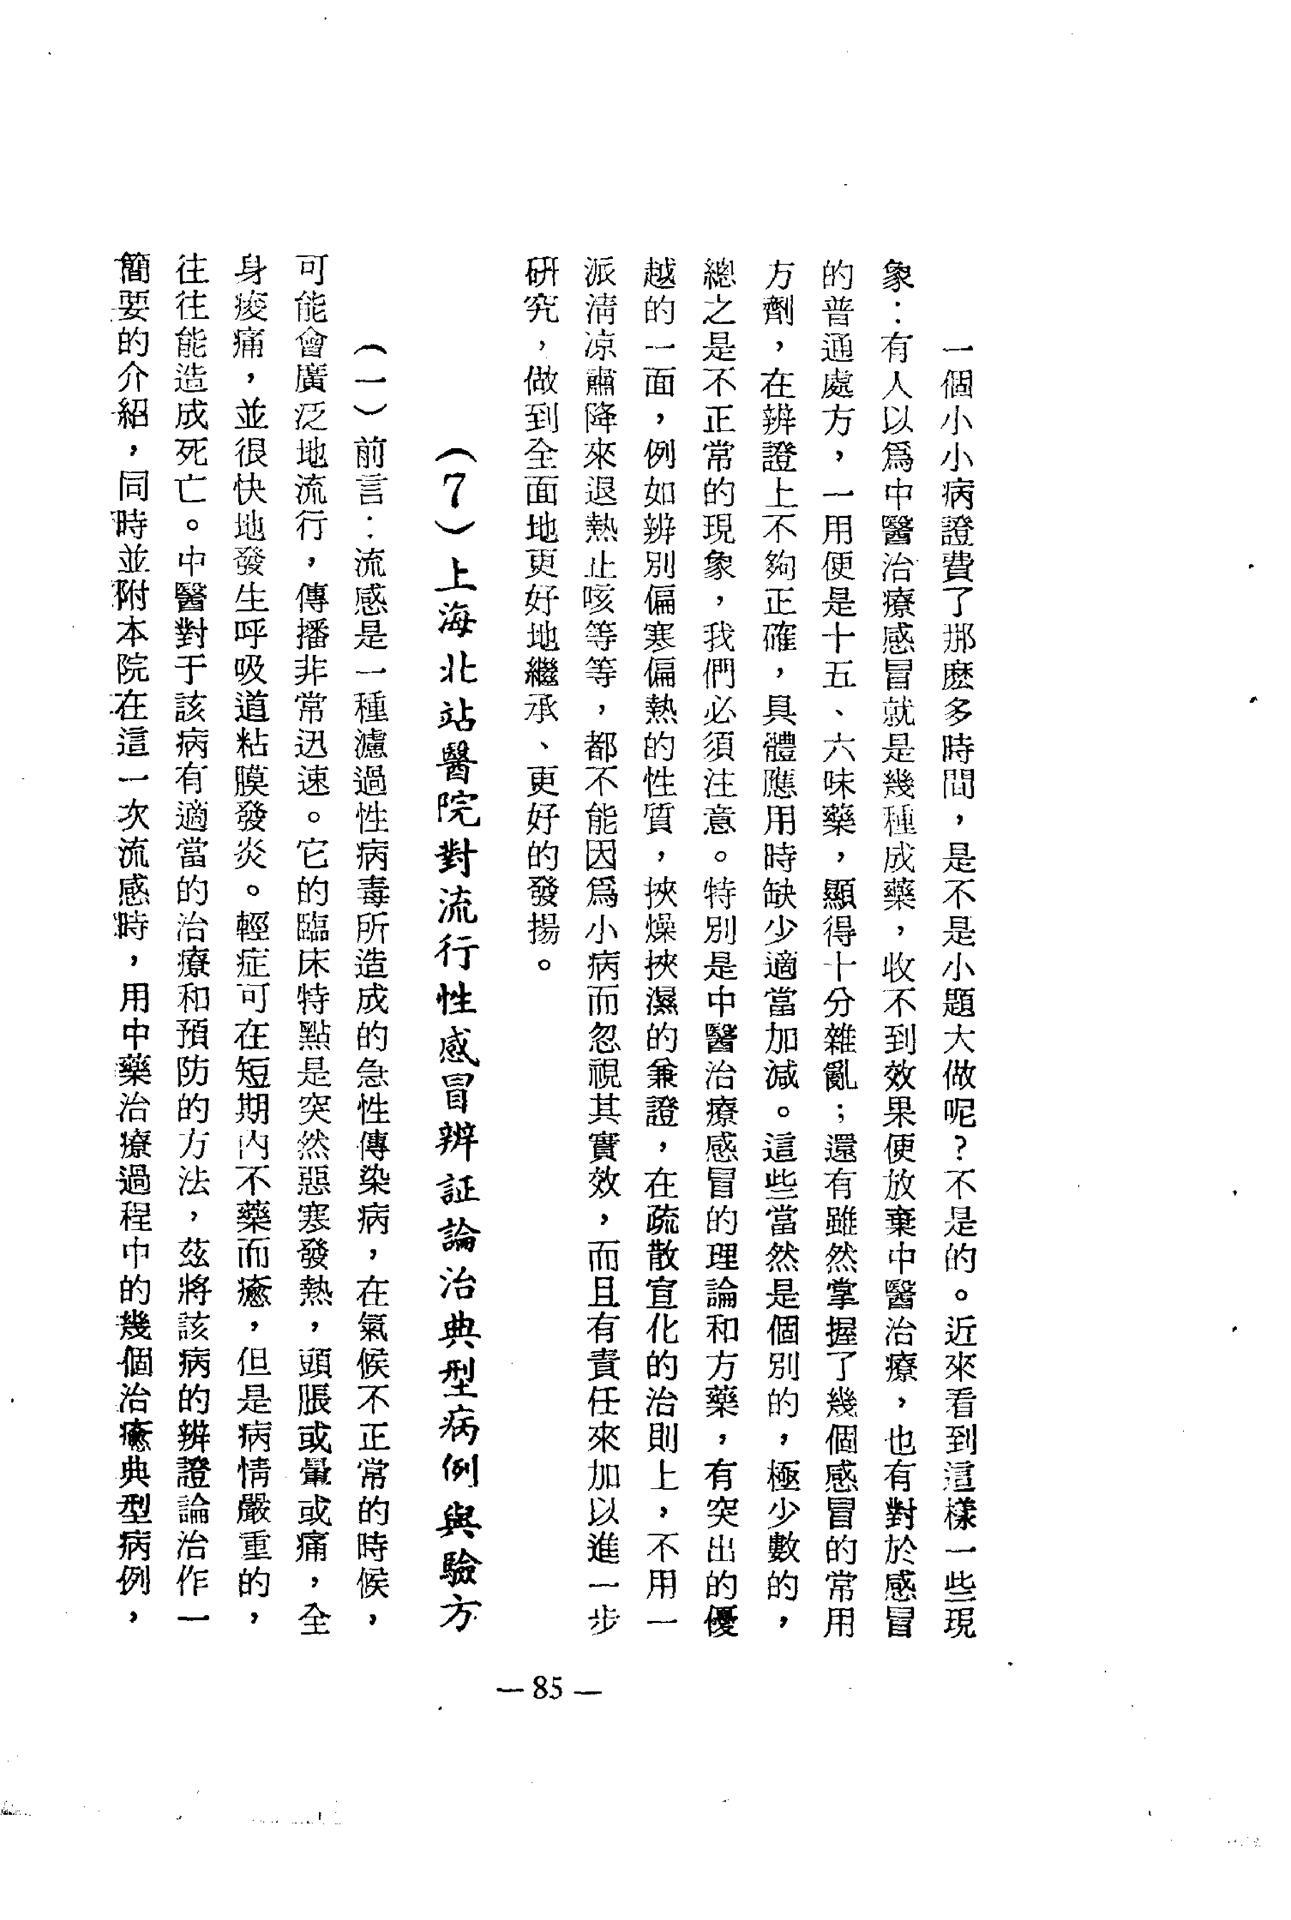 一個小小病證費了那麽多時間，是不是小題大做呢？不是的。近來看到這樣一些現
象：有人以爲中醫治療感冒就是幾種成藥，收不到效果便放棄中醫治療，也有對於感冒
的普通處方，一用便是十五、六味藥，顯得十分雜亂；還有雖然掌握了幾個感冒的常用
方劑，在辨證上不夠正確，具體應用時缺少適當加減。這些當然是個別的，極少數的，
總之是不正常的現象，我們必須注意。特別是中醫治療感冒的理論和方藥，有突出的優
越的一面，例如辨別偏寒偏熱的性質，挾燥挾濕的兼證，在疏散宣化的治則上，不用一
派清凉肅降來退熱止咳等等，都不能因爲小病而忽視其實效，而且有責任來加以進一步
研究，做到全面地更好地繼承、更好的發揚。
（7）上海北站醫院對流行性感冒辨証論治典型病例與驗方
（一）前言：流感是一種濾過性病毒所造成的急性傳染病，在氣候不正常的時候，
可能會廣泛地流行，傳播非常迅速。它的臨床特點是突然惡寒發熱，頭脹或暈或痛，全
身痠痛，並很快地發生呼吸道粘膜發炎。輕症可在短期內不藥而癒，但是病情嚴重的，
往往能造成死亡。中醫對于該病有適當的治療和預防的方法，茲將該病的辨證論治作一
簡要的介紹，同時並附本院在這一次流感時，用中藥治療過程中的幾個治癒典型病例，
— 85 —